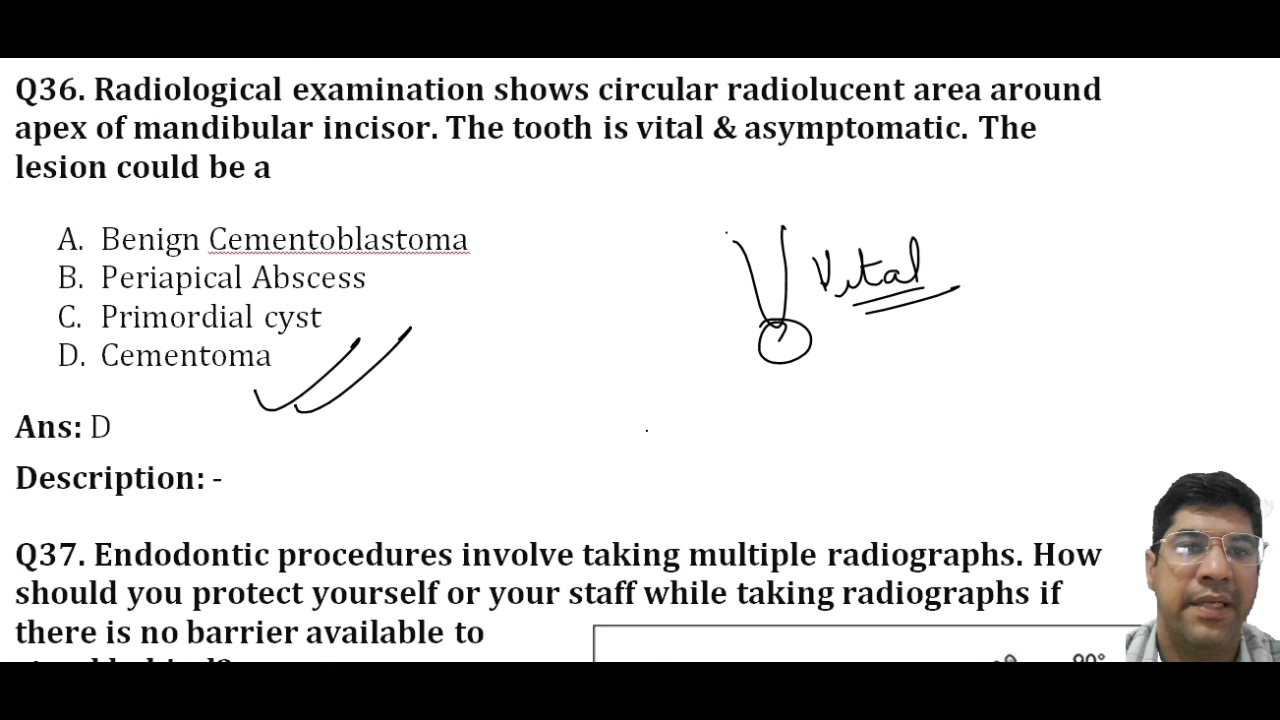 Q36. Radiological examination shows circular radiolucent area around
apex of mandibular incisor. The tooth is vital & asymptomatic. The
lesion could be a
A. Benign Cementoblastoma
B. Periapical Abscess
C. Primordial cyst
D. Cementoma
Vital
Ans: D
Description: -
Q37. Endodontic procedures involve taking multiple radiographs. How
should you protect yourself or your staff while taking radiographs if
there is no barrier available to
90°